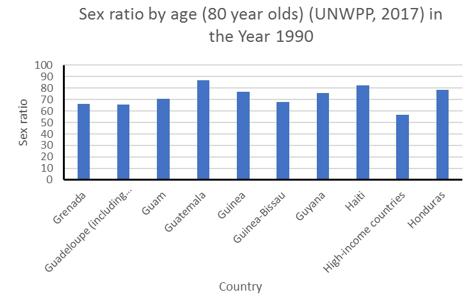 Sex ratio by age (80 year olds) (UNWPP, 2017) in
the Year 1990
Sex ratio
100
90
80
70
60
50
40
30
20
10
0
Grenada
Guadeloupe (including...
Guam
Guatemala
Guinea
Guinea-Bissau
Guyana
Haiti
High-income countries
Honduras
Country